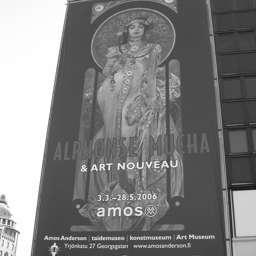 ALPHONSE MUCHA
& ART NOUVEAU
3.3.–28.5.2006
amos
Amos Anderson | taidemuseo | konstmuseum | Art Museum
Yrjönkatu 27 Georgsgatan www.amosanderson.fi